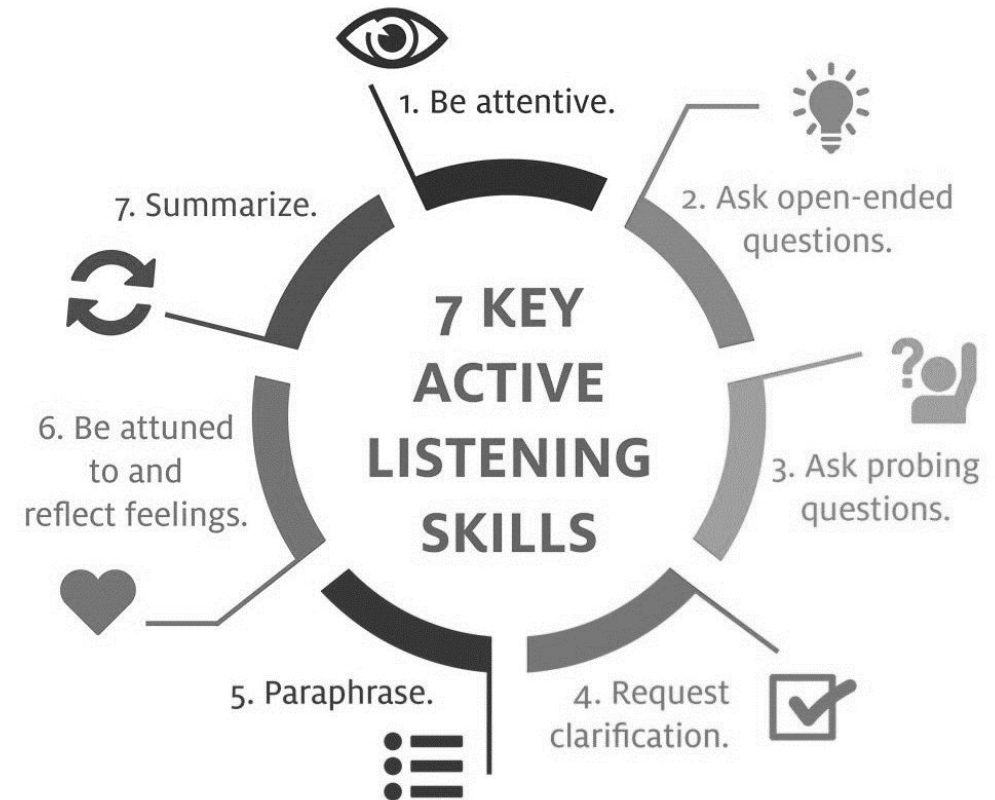 1. Be attentive.
2. Ask open-ended
questions.
3. Ask probing
questions.
4. Request
clarification.
5. Paraphrase.
6. Be attuned
to and
reflect feelings.
7. Summarize.
7 KEY
ACTIVE
LISTENING
SKILLS
?